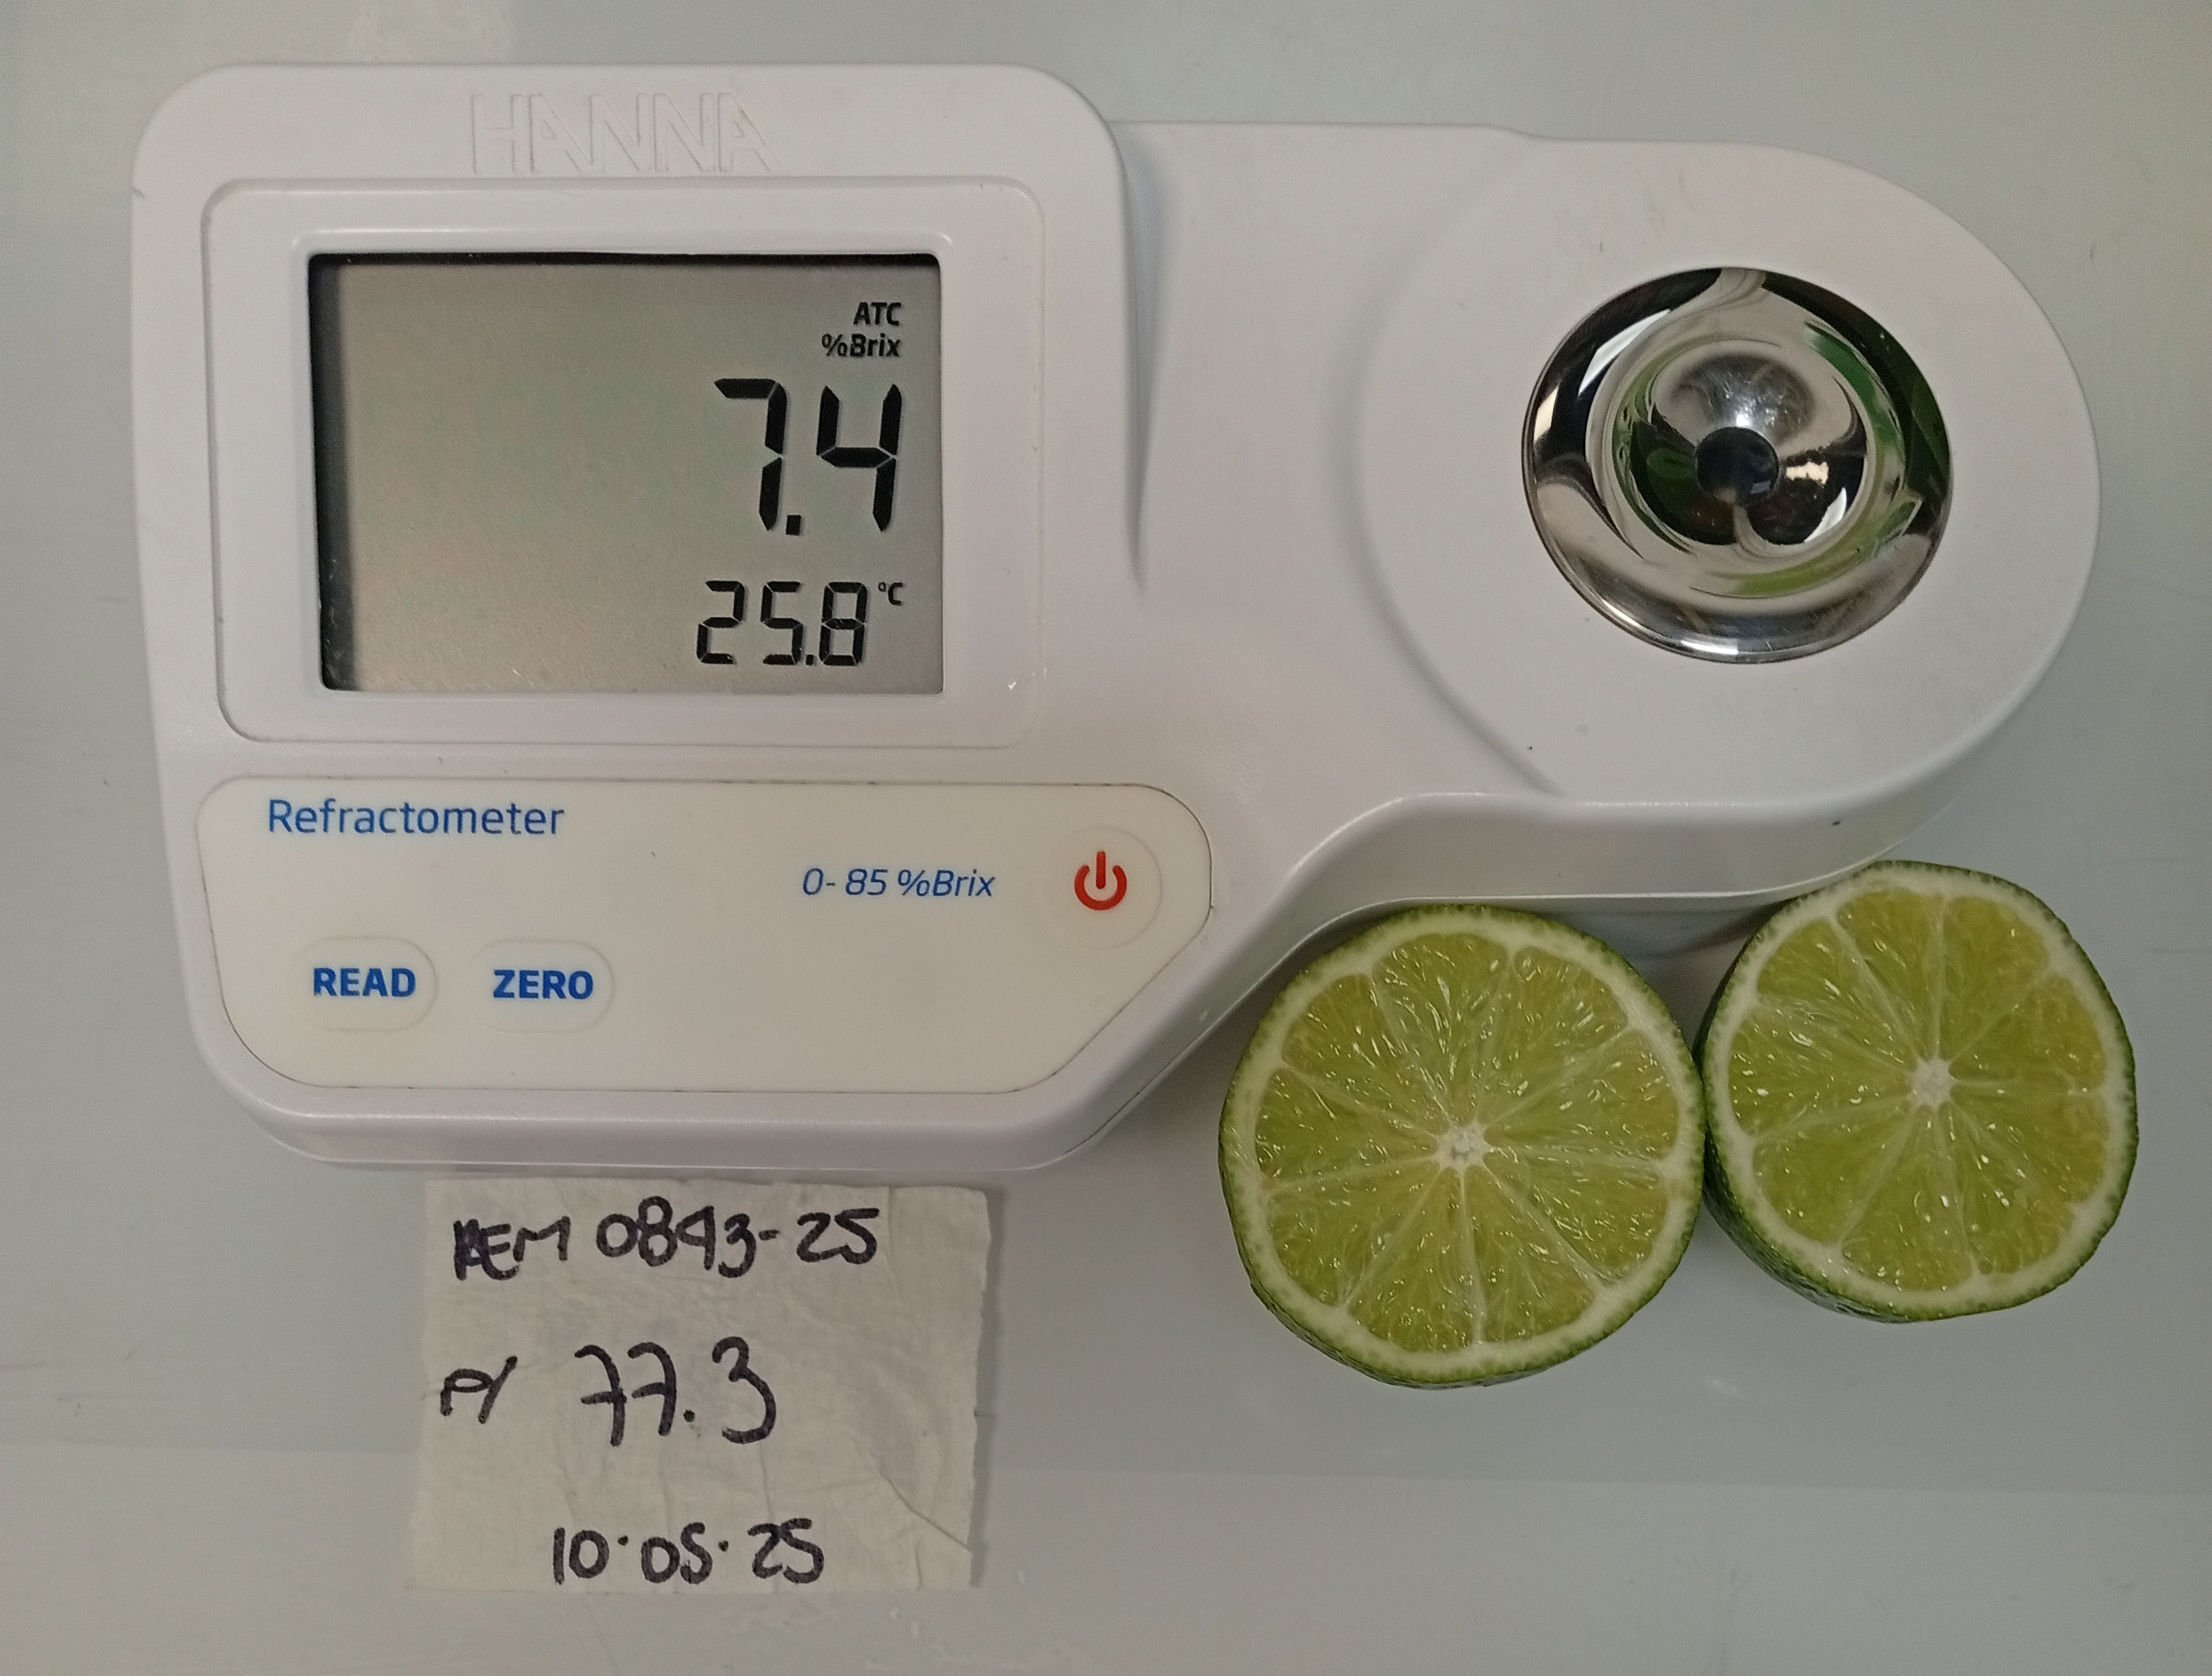 HANNA
ATC
%Brix
7.4
25.8 °C
Refractometer
0- 85 %Brix
READ
ZERO
REM 0843-25
77.3
10·05·25